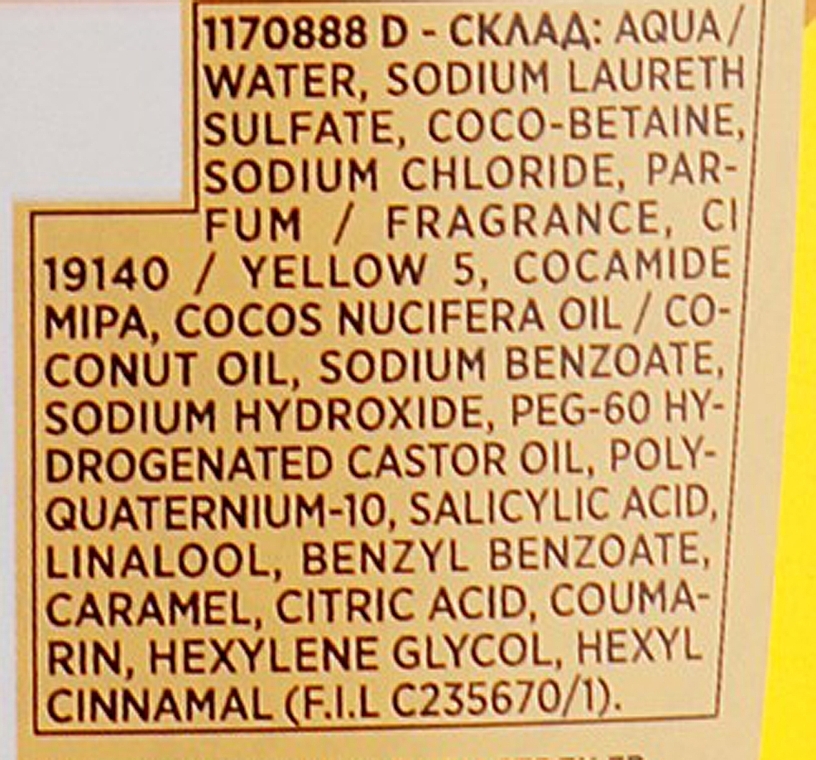 1170888 D - СКЛАД: AQUA/
WATER, SODIUM LAURETH
SULFATE, COCO-BETAINE,
SODIUM CHLORIDE, PAR-
FUM / FRAGRANCE, CI
19140 / YELLOW 5, COCAMIDE
MIPA, COCOS NUCIFERA OIL / CO-
CONUT OIL, SODIUM BENZOATE,
SODIUM HYDROXIDE, PEG-60 HY-
DROGENATED CASTOR OIL, POLY-
QUATERNIUM-10, SALICYLIC ACID,
LINALOOL, BENZYL BENZOATE,
CARAMEL, CITRIC ACID, COUMA-
RIN, HEXYLENE GLYCOL, HEXYL
CINNAMAL (F.I.L C235670/1).